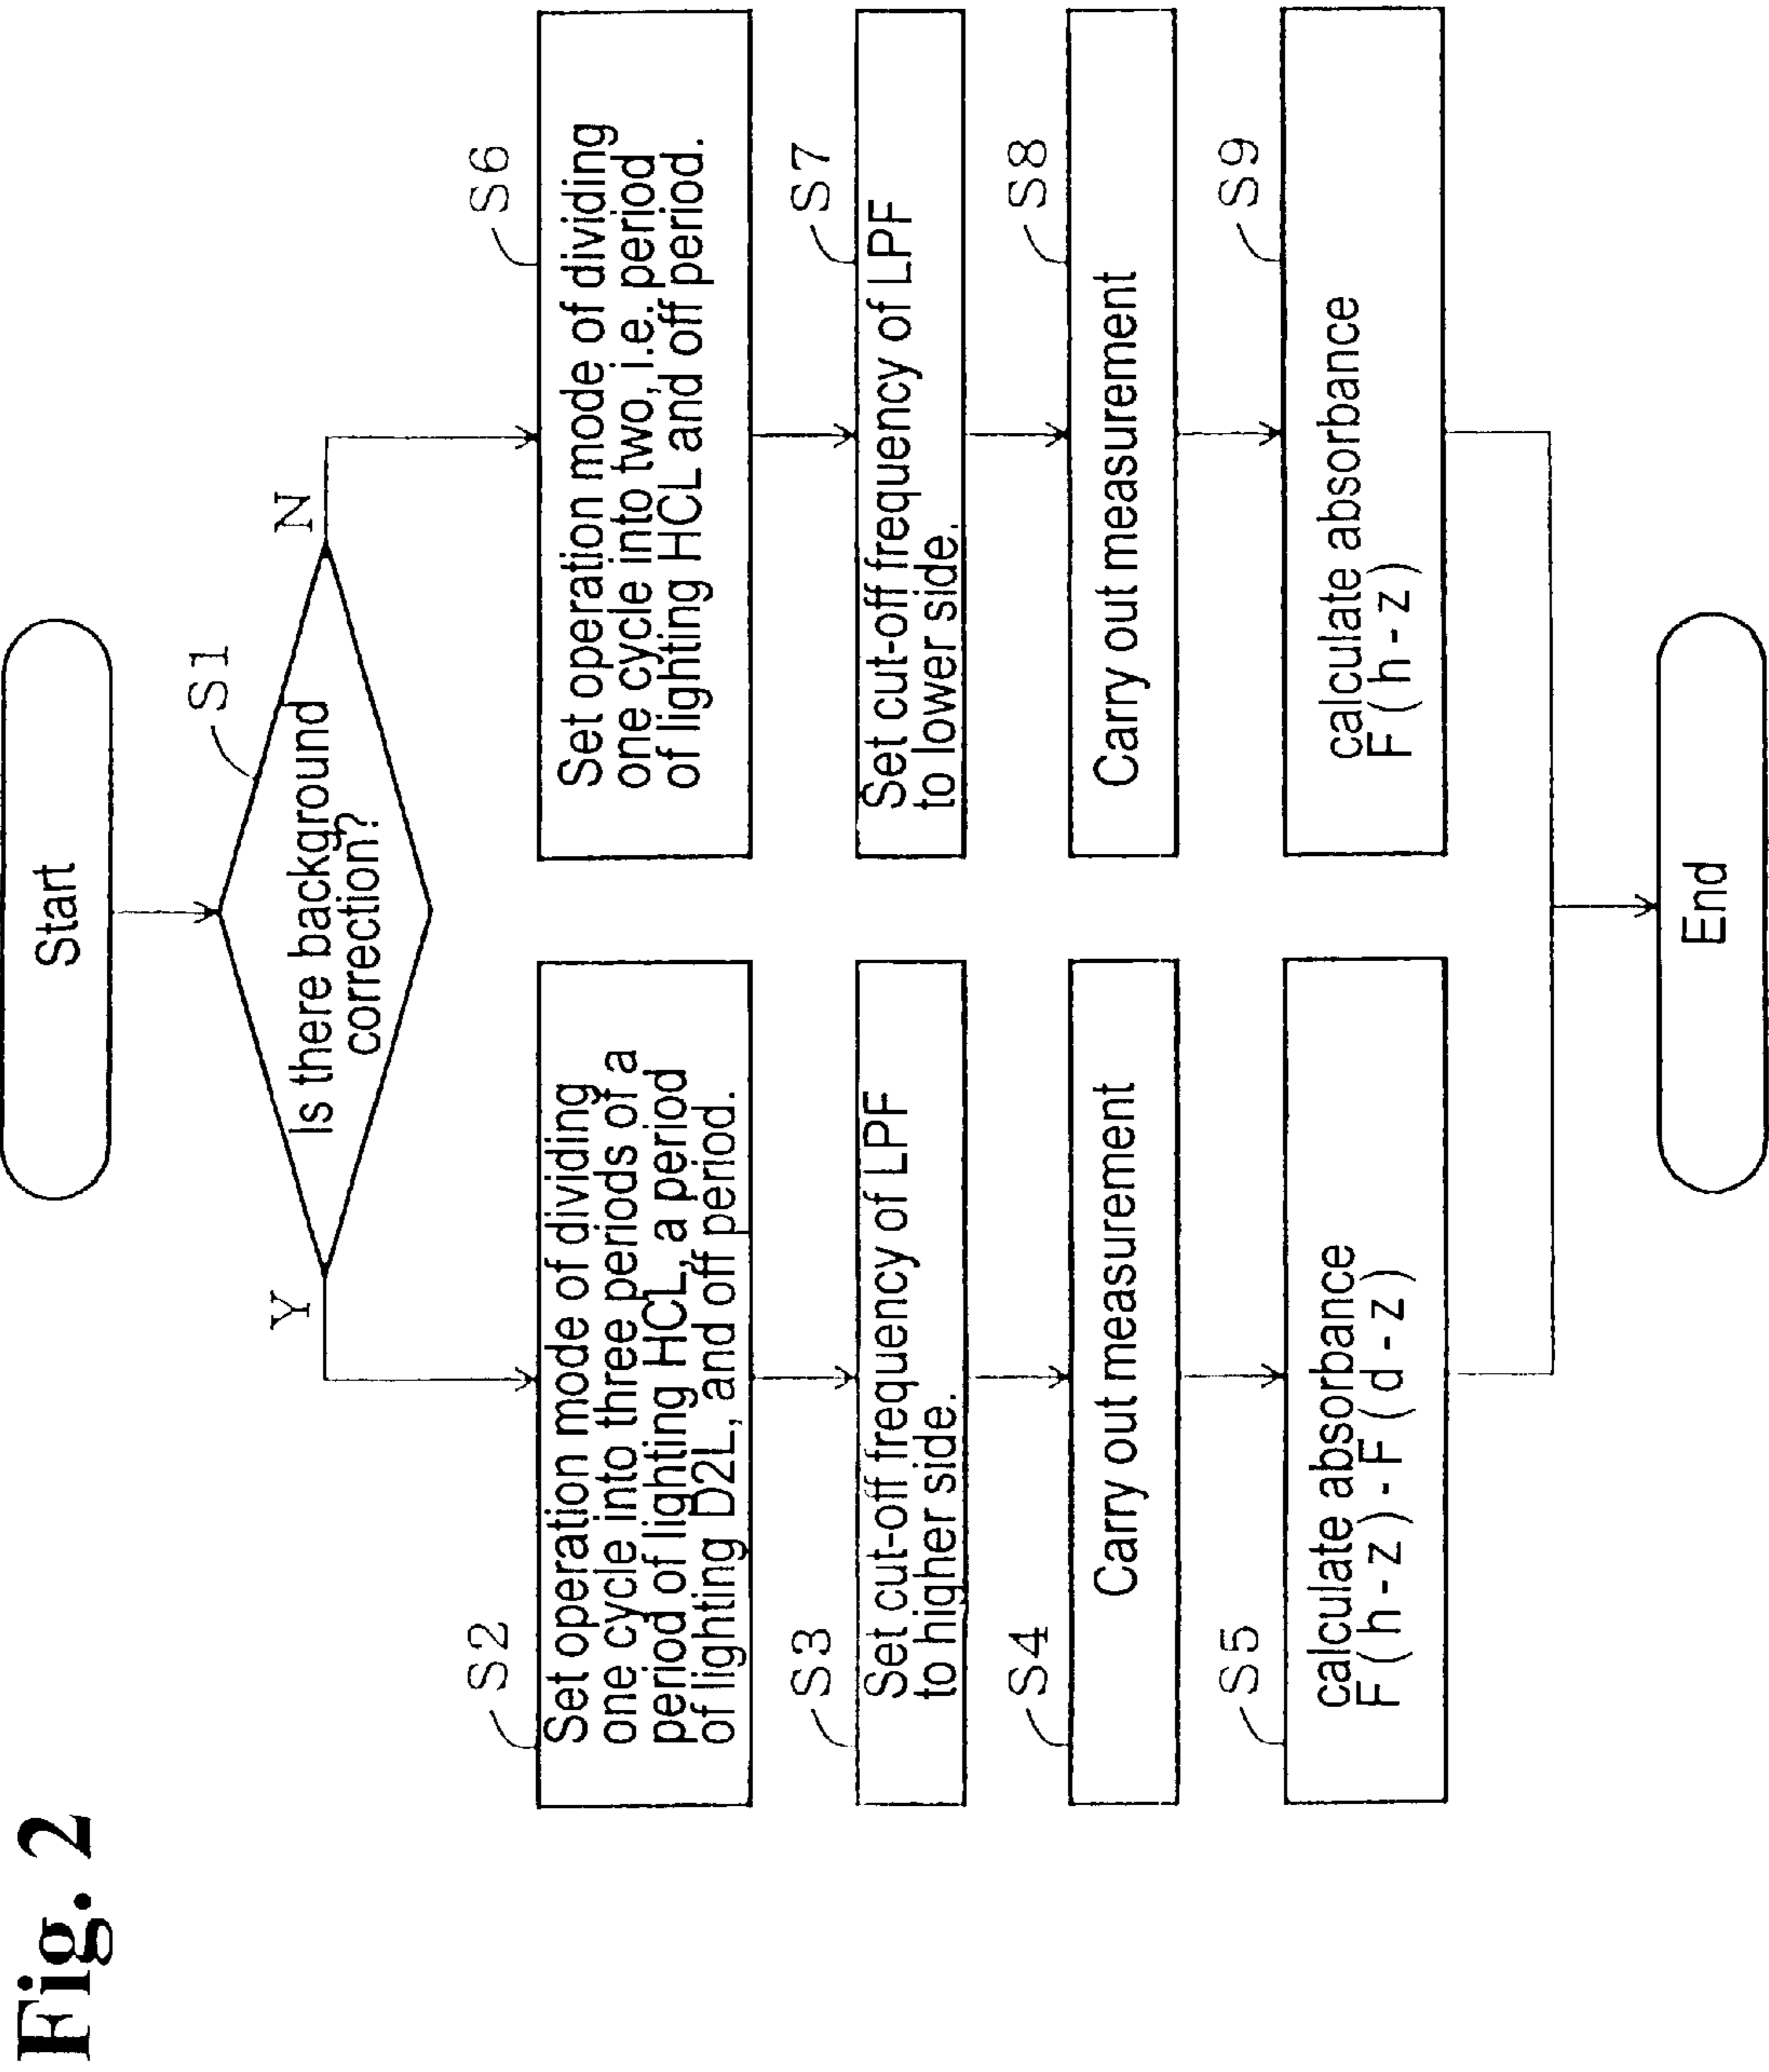 Fig. 2
Start
S1
Is there background
correction?
Y
N
S2
Set operation mode of dividing
one cycle into three periods of a
period of lighting HCL, a period
of lighting D2L, and off period.
S3
Set cut-off frequency of LPF
to higher side.
S4
Carry out measurement
S5
calculate absorbance
F ( h - z ) - F ( d - z )
S6
Set operation mode of dividing
one cycle into two, i.e. period
of lighting HCL and off period.
S7
Set cut-off frequency of LPF
to lower side.
S8
Carry out measurement
S9
calculate absorbance
F ( h - z )
End